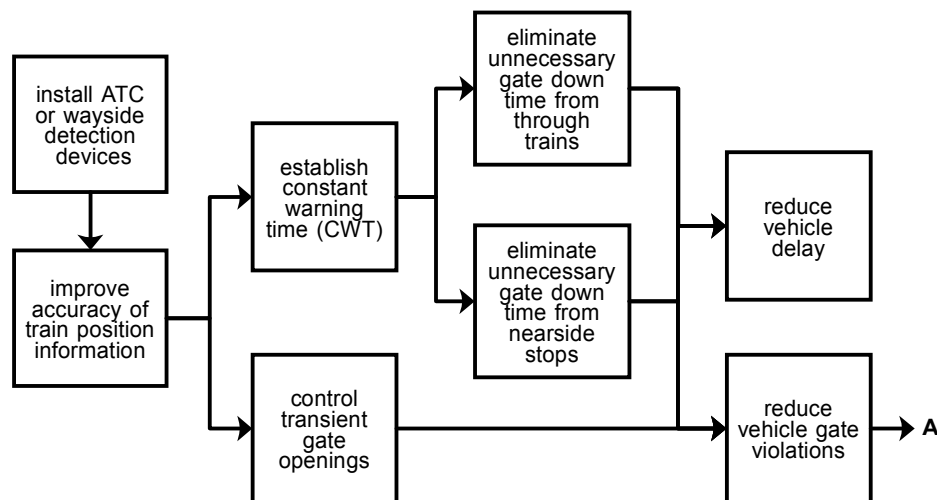 install ATC
or wayside
detection
devices
improve
accuracy of
train position
information
establish
constant
warning
time (CWT)
control
transient
gate
openings
eliminate
unnecessary
gate down
time from
through
trains
eliminate
unnecessary
gate down
time from
nearside
stops
reduce
vehicle
delay
reduce
vehicle gate
violations
A